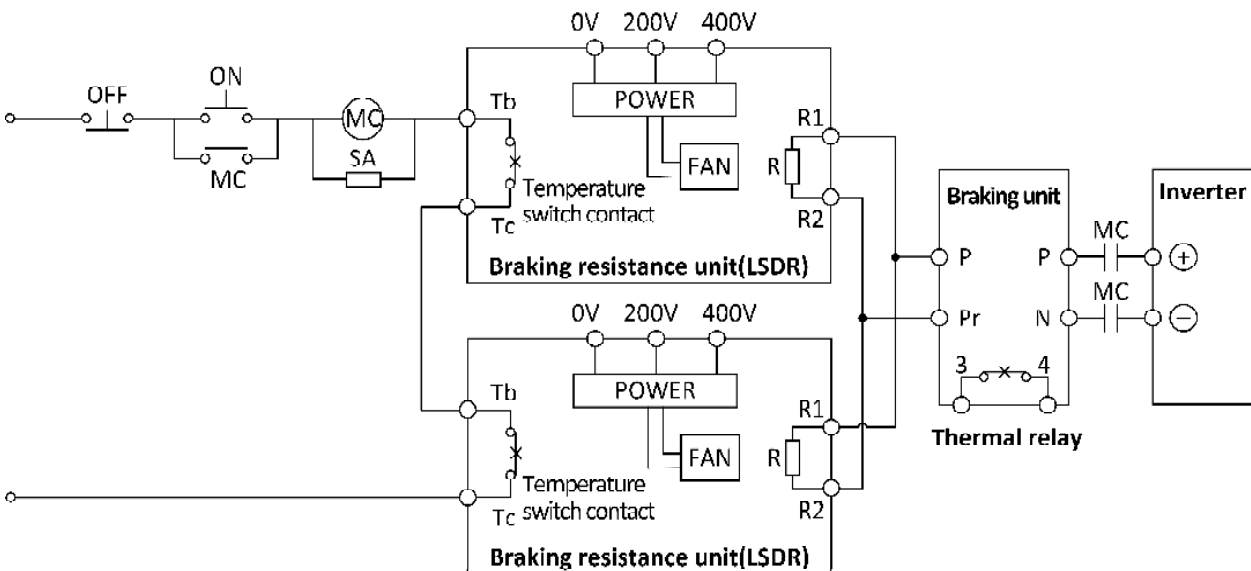 0V 200V 400V
OFF
ON
MC
SA
MC
Tb
POWER
FAN
R1
R
R2
Temperature
switch contact
Tc
Braking resistance unit(LSDR)
Braking unit
P
Pr
P
N
3
4
Thermal relay
MC
MC
Inverter
+
−
0V 200V 400V
Tb
POWER
FAN
R1
R
R2
Temperature
switch contact
Tc
Braking resistance unit(LSDR)